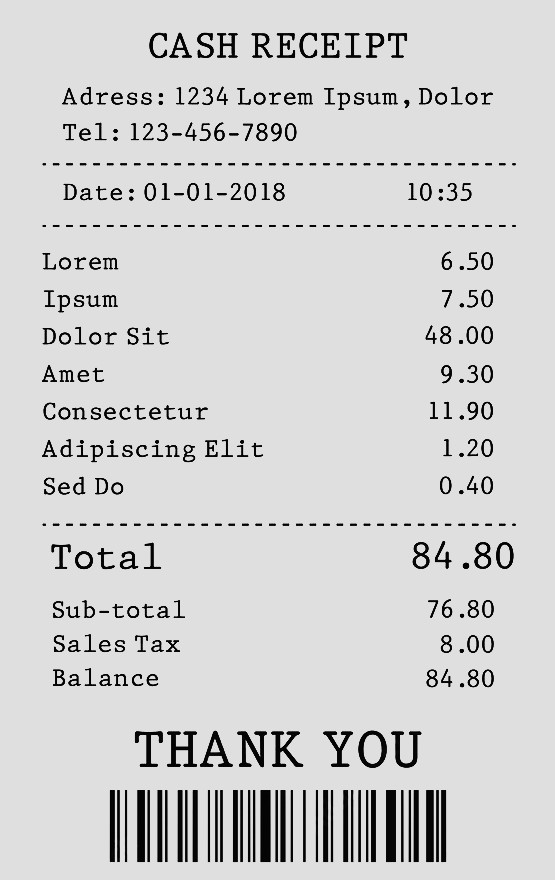 CASH RECEIPT
Adress: 1234 Lorem Ipsum, Dolor
Tel: 123-456-7890
Date: 01-01-2018 10:35
Lorem 6.50
Ipsum 7.50
Dolor Sit 48.00
Amet 9.30
Consectetur 11.90
Adipiscing Elit 1.20
Sed Do 0.40
Total 84.80
Sub-total 76.80
Sales Tax 8.00
Balance 84.80
THANK YOU